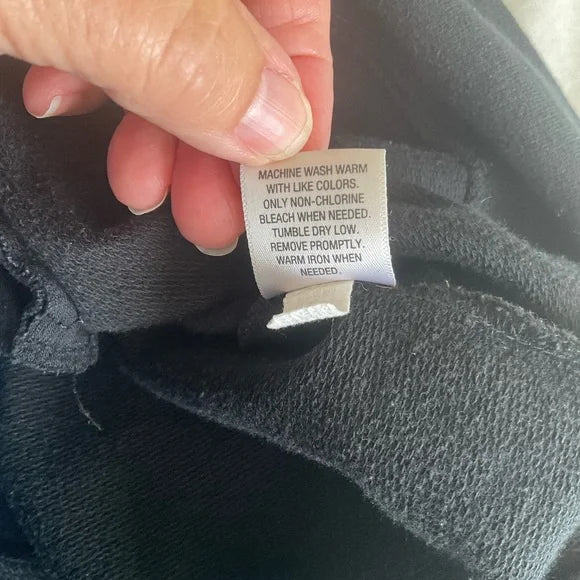 MACHINE WASH WARM
WITH LIKE COLORS.
ONLY NON-CHLORINE
BLEACH WHEN NEEDED.
TUMBLE DRY LOW.
REMOVE PROMPTLY.
WARM IRON WHEN
NEEDED.